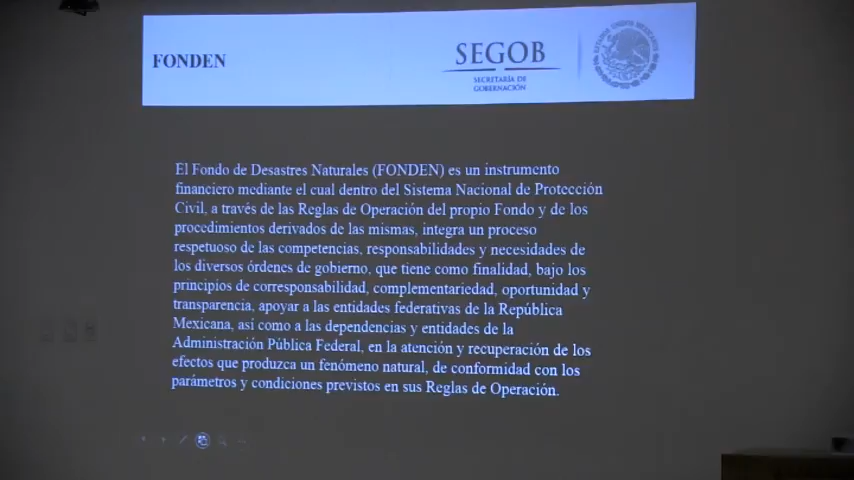 FONDEN
SEGOB
SECRETARÍA DE
GOBERNACIÓN
ESTADOS UNIDOS MEXICANOS
El Fondo de Desastres Naturales (FONDEN) es un instrumento
financiero mediante el cual dentro del Sistema Nacional de Protección
Civil, a través de las Reglas de Operación del propio Fondo y de los
procedimientos derivados de las mismas, integra un proceso
respetuoso de las competencias, responsabilidades y necesidades de
los diversos órdenes de gobierno, que tiene como finalidad, bajo los
principios de corresponsabilidad, complementariedad, oportunidad y
transparencia, apoyar a las entidades federativas de la República
Mexicana, así como a las dependencias y entidades de la
Administración Pública Federal, en la atención y recuperación de los
efectos que produzca un fenómeno natural, de conformidad con los
parámetros y condiciones previstos en sus Reglas de Operación.